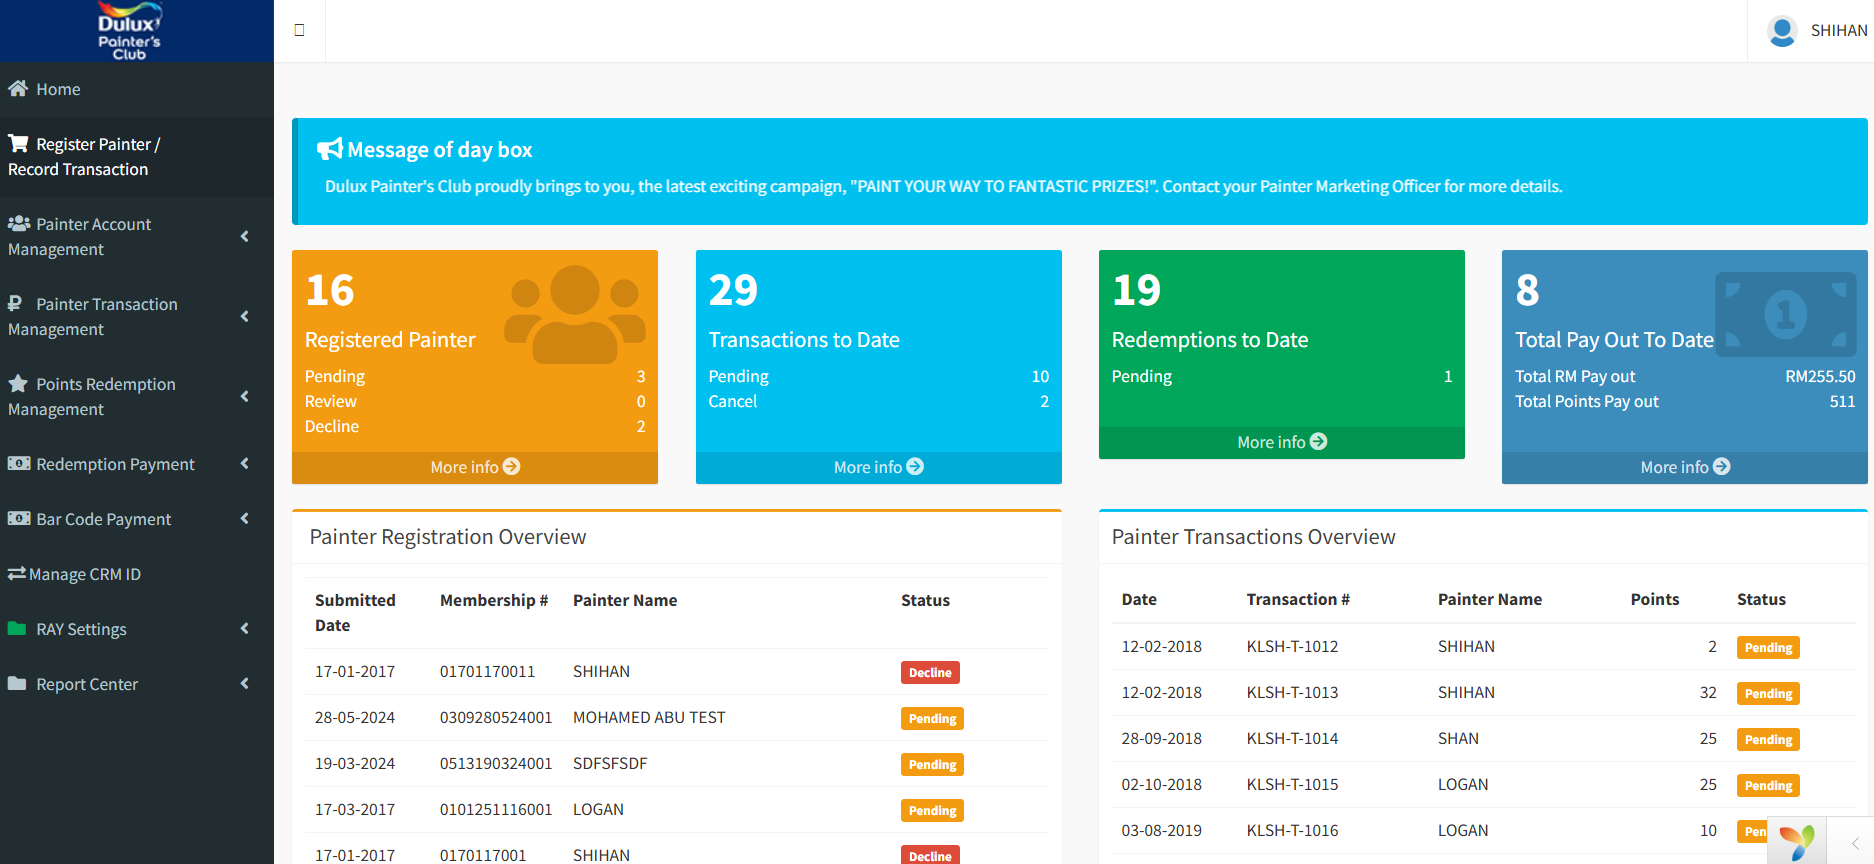 Dulux
Painter's
Club
SHIHAN
Home
Register Painter /
Record Transaction
Painter Account
Management
Painter Transaction
Management
Points Redemption
Management
Redemption Payment
Bar Code Payment
Manage CRM ID
RAY Settings
Report Center
Message of day box
Dulux Painter's Club proudly brings to you, the latest exciting campaign, "PAINT YOUR WAY TO FANTASTIC PRIZES!". Contact your Painter Marketing Officer for more details.
16
Registered Painter
Pending 3
Review 0
Decline 2
More info
29
Transactions to Date
Pending 10
Cancel 2
More info
19
Redemptions to Date
Pending 1
More info
8
Total Pay Out To Date
Total RM Pay out RM255.50
Total Points Pay out 511
More info
Painter Registration Overview
Submitted Date Membership # Painter Name Status
17-01-2017 01701170011 SHIHAN Decline
28-05-2024 0309280524001 MOHAMED ABU TEST Pending
19-03-2024 0513190324001 SDFSFSDF Pending
17-03-2017 0101251116001 LOGAN Pending
17-01-2017 0170117001 SHIHAN Decline
Painter Transactions Overview
Date Transaction # Painter Name Points Status
12-02-2018 KLSH-T-1012 SHIHAN 2 Pending
12-02-2018 KLSH-T-1013 SHIHAN 32 Pending
28-09-2018 KLSH-T-1014 SHAN 25 Pending
02-10-2018 KLSH-T-1015 LOGAN 25 Pending
03-08-2019 KLSH-T-1016 LOGAN 10 Pen